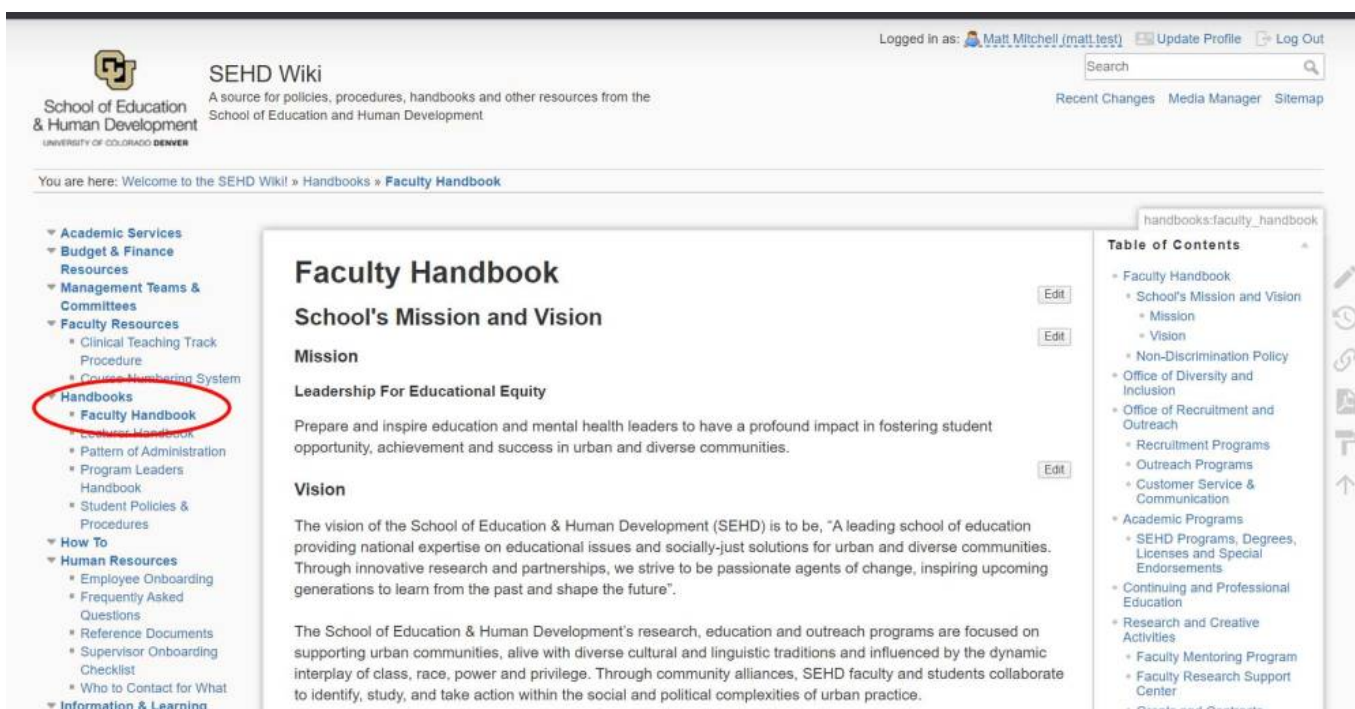 Logged in as: Matt Mitchell (matt.test) Update Profile Log Out
School of Education
& Human Development
UNIVERSITY OF COLORADO DENVER
SEHD Wiki
A source for policies, procedures, handbooks and other resources from the
School of Education and Human Development
Search
Recent Changes Media Manager Sitemap
You are here: Welcome to the SEHD Wiki! » Handbooks » Faculty Handbook
Academic Services
Budget & Finance
Resources
Management Teams &
Committees
Faculty Resources
Clinical Teaching Track
Procedure
Course Numbering System
Handbooks
Faculty Handbook
Lecturer Handbook
Pattern of Administration
Program Leaders
Handbook
Student Policies &
Procedures
How To
Human Resources
Employee Onboarding
Frequently Asked
Questions
Reference Documents
Supervisor Onboarding
Checklist
Who to Contact for What
Information & Learning
Faculty Handbook
Edit
School's Mission and Vision
Edit
Mission
Leadership For Educational Equity
Prepare and inspire education and mental health leaders to have a profound impact in fostering student
opportunity, achievement and success in urban and diverse communities.
Edit
Vision
The vision of the School of Education & Human Development (SEHD) is to be, "A leading school of education
providing national expertise on educational issues and socially-just solutions for urban and diverse communities.
Through innovative research and partnerships, we strive to be passionate agents of change, inspiring upcoming
generations to learn from the past and shape the future".
The School of Education & Human Development's research, education and outreach programs are focused on
supporting urban communities, alive with diverse cultural and linguistic traditions and influenced by the dynamic
interplay of class, race, power and privilege. Through community alliances, SEHD faculty and students collaborate
to identify, study, and take action within the social and political complexities of urban practice.
handbooks:faculty_handbook
Table of Contents
Faculty Handbook
School's Mission and Vision
Mission
Vision
Non-Discrimination Policy
Office of Diversity and
Inclusion
Office of Recruitment and
Outreach
Recruitment Programs
Outreach Programs
Customer Service &
Communication
Academic Programs
SEHD Programs, Degrees,
Licenses and Special
Endorsements
Continuing and Professional
Education
Research and Creative
Activities
Faculty Mentoring Program
Faculty Research Support
Center
Grants and Contracts